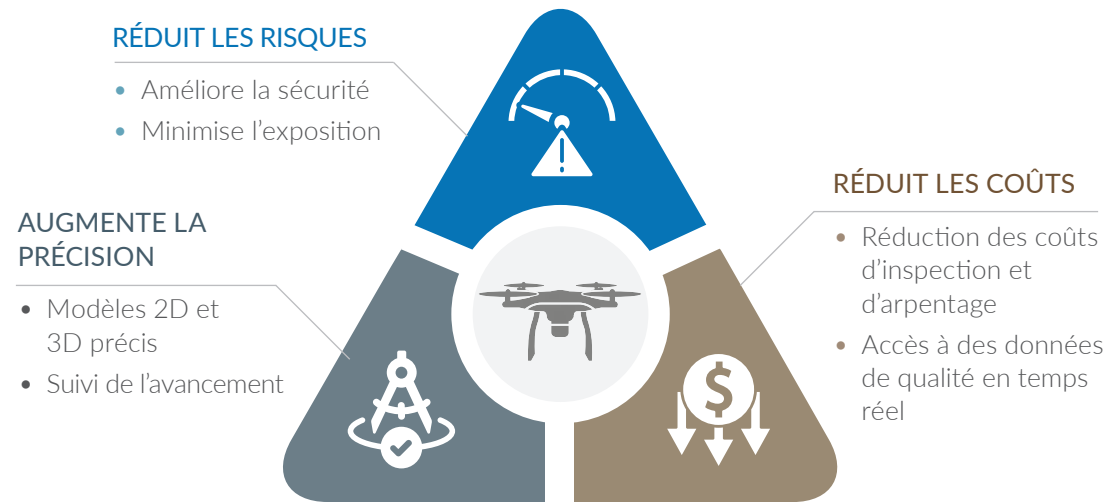 RÉDUIT LES RISQUES
• Améliore la sécurité
• Minimise l’exposition
AUGMENTE LA
PRÉCISION
• Modèles 2D et
3D précis
• Suivi de l’avancement
RÉDUIT LES COÛTS
• Réduction des coûts
d’inspection et
d’arpentage
• Accès à des données
de qualité en temps
réel
$